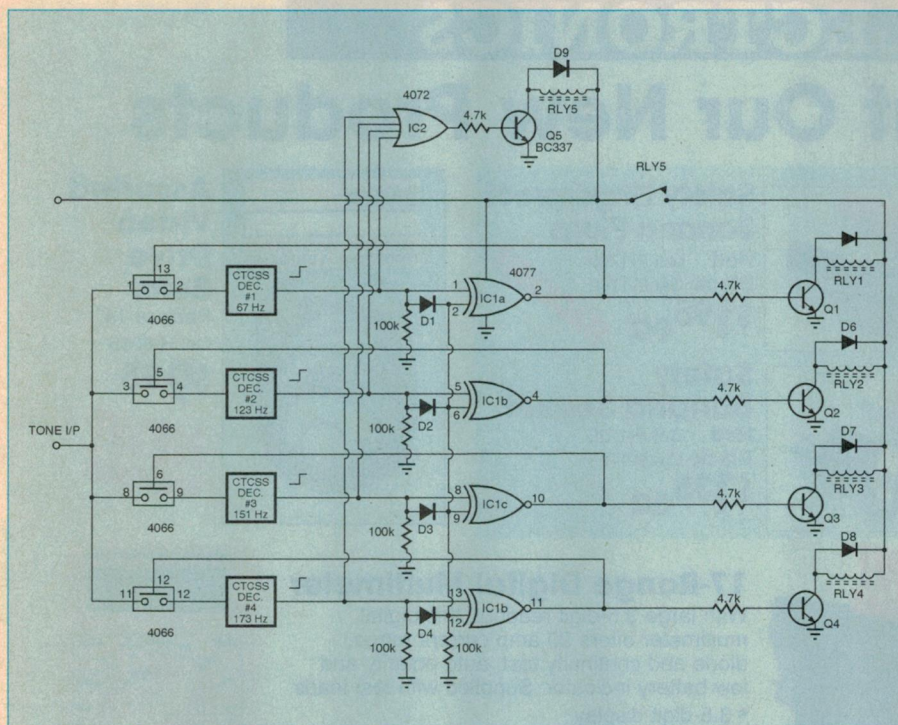 D9
4072
RLY5
4.7k
IC2
Q5
BC337
RLY5
13
4077
1
2
CTCSS
DEC.
#1
67 Hz
4066
D1
100k
1
2
IC1a
2
4.7k
RLY1
Q1
5
3
4
CTCSS
DEC.
#2
123 Hz
4066
D2
100k
5
6
IC1b
4
4.7k
D6
RLY2
Q2
TONE I/P
6
8
9
CTCSS
DEC.
#3
151 Hz
4066
D3
100k
8
9
IC1c
10
4.7k
D7
RLY3
Q3
12
11
12
CTCSS
DEC.
#4
173 Hz
4066
D4
100k
100k
13
12
IC1b
11
4.7k
D8
RLY4
Q4